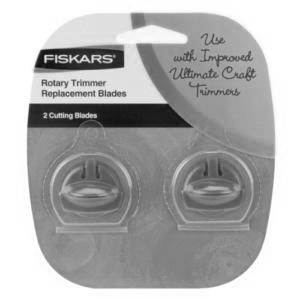 FISKARS®
Rotary Trimmer
Replacement Blades
2 Cutting Blades
Use
with Improved
Ultimate Craft
Trimmers